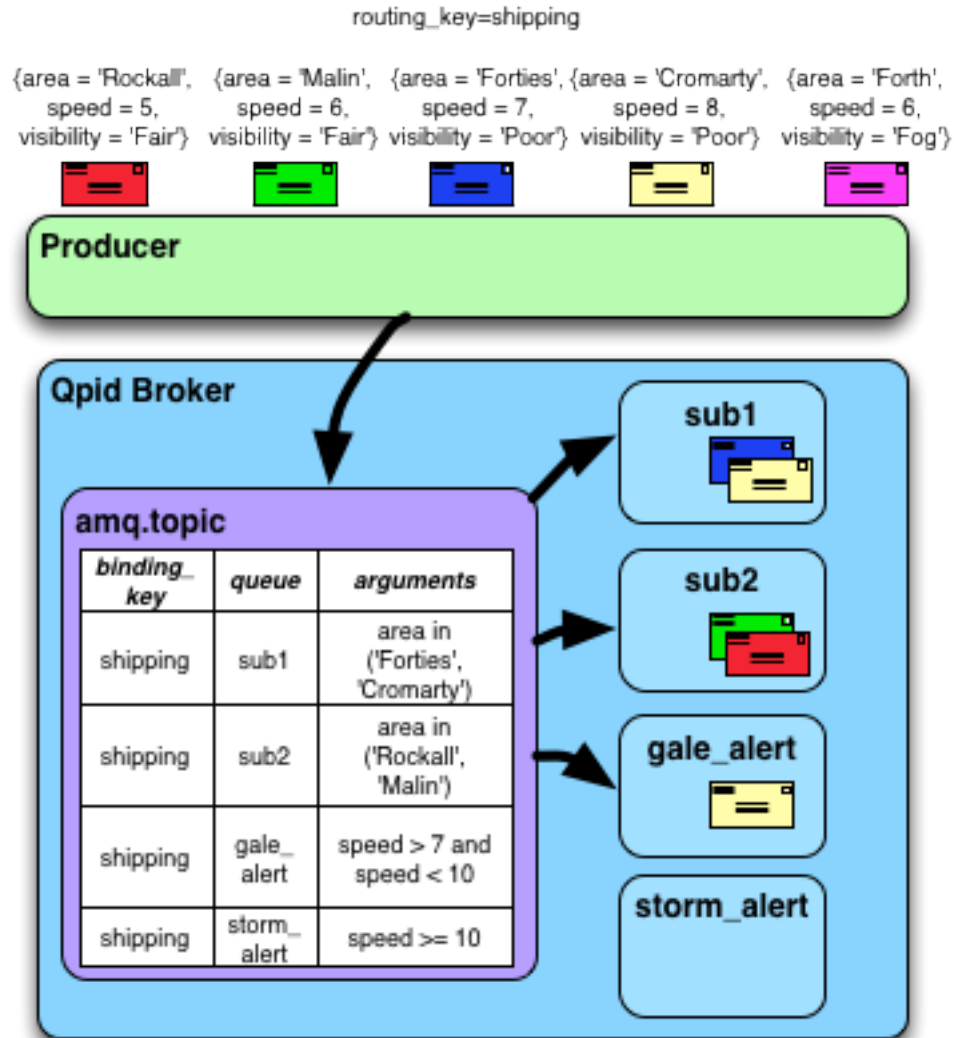 routing_key=shipping
{area = 'Rockall',
speed = 5,
visibility = 'Fair'}
{area = 'Malin',
speed = 6,
visibility = 'Fair'}
{area = 'Forties',
speed = 7,
visibility = 'Poor'}
{area = 'Cromarty',
speed = 8,
visibility = 'Poor'}
{area = 'Forth',
speed = 6,
visibility = 'Fog'}
Producer
Qpid Broker
amq.topic
binding_
key
queue
arguments
shipping
sub1
area in
('Forties',
'Cromarty')
shipping
sub2
area in
('Rockall',
'Malin')
shipping
gale_
alert
speed > 7 and
speed < 10
shipping
storm_
alert
speed >= 10
sub1
sub2
gale_alert
storm_alert